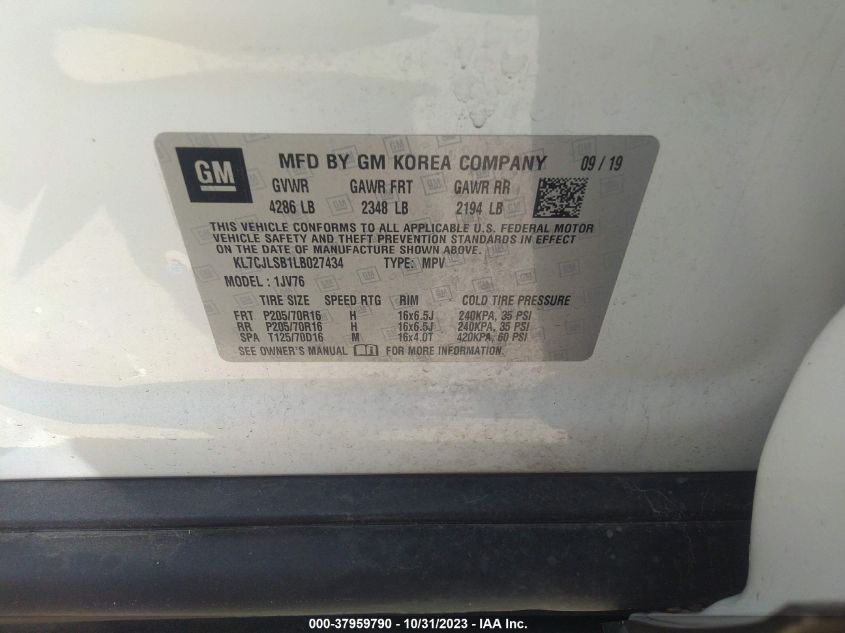 GM
MFD BY GM KOREA COMPANY 09 / 19
GVWR GAWR FRT GAWR RR
4286 LB 2348 LB 2194 LB
THIS VEHICLE CONFORMS TO ALL APPLICABLE U.S. FEDERAL MOTOR
VEHICLE SAFETY AND THEFT PREVENTION STANDARDS IN EFFECT
ON THE DATE OF MANUFACTURE SHOWN ABOVE.
KL7CJLSB1LB027434 TYPE: MPV
MODEL : 1JV76
TIRE SIZE SPEED RTG RIM COLD TIRE PRESSURE
FRT P205/70R16 H 16x6.5J 240KPA, 35 PSI
RR P205/70R16 H 16x6.5J 240KPA, 35 PSI
SPA T125/70D16 M 16x4.0T 420KPA, 60 PSI
SEE OWNER'S MANUAL FOR MORE INFORMATION.
000-37959790 - 10/31/2023 - IAA Inc.